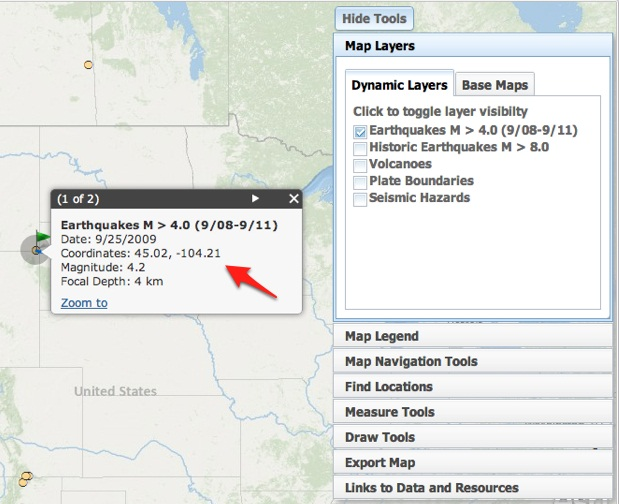 Hide Tools
Map Layers
Dynamic Layers
Base Maps
Click to toggle layer visibilty
Earthquakes M > 4.0 (9/08-9/11)
Historic Earthquakes M > 8.0
Volcanoes
Plate Boundaries
Seismic Hazards
(1 of 2)
Earthquakes M > 4.0 (9/08-9/11)
Date: 9/25/2009
Coordinates: 45.02, -104.21
Magnitude: 4.2
Focal Depth: 4 km
Zoom to
United States
Map Legend
Map Navigation Tools
Find Locations
Measure Tools
Draw Tools
Export Map
Links to Data and Resources